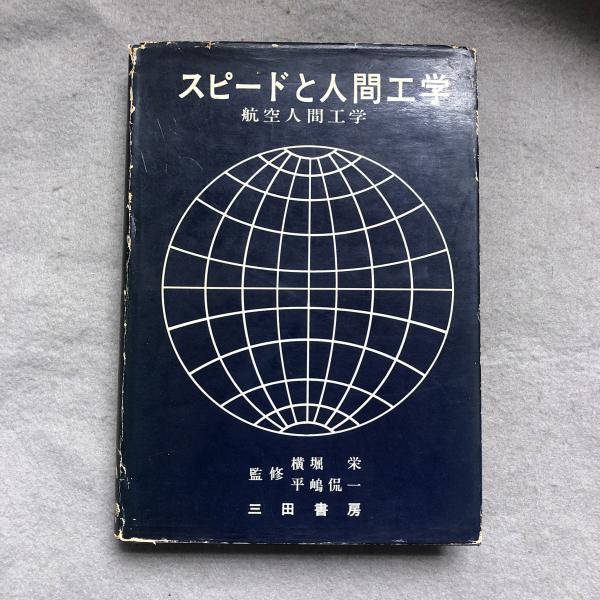 スピードと人間工学
航空人間工学
監修 横堀 栄
平嶋侃一
三田書房